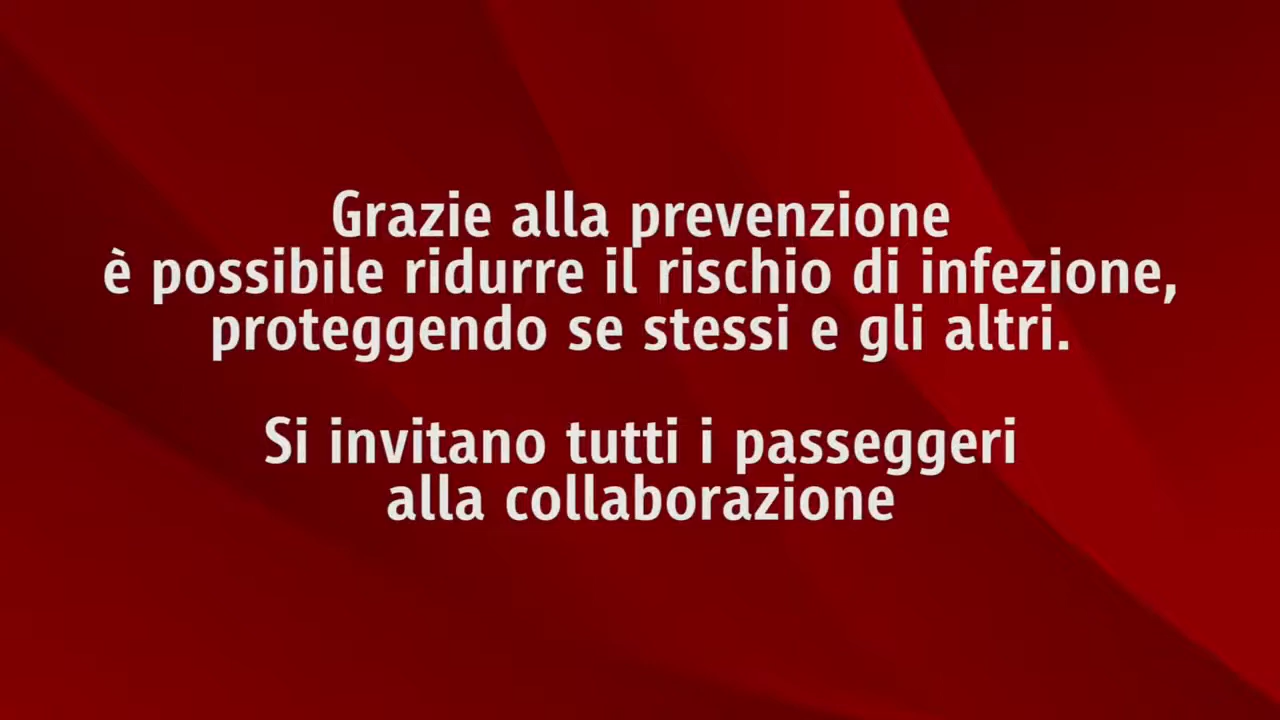 Grazie alla prevenzione
è possibile ridurre il rischio di infezione,
proteggendo se stessi e gli altri.
Si invitano tutti i passeggeri
alla collaborazione